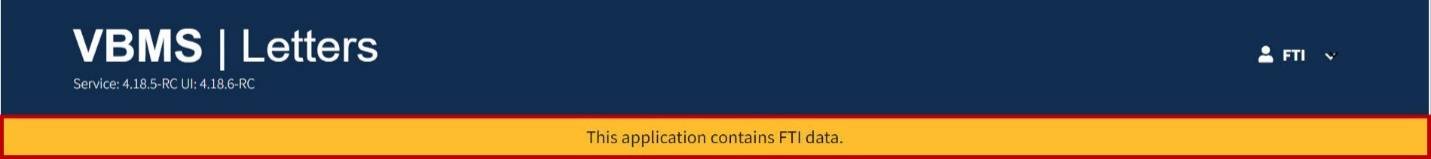 VBMS | Letters
FTI
Service: 4.18.5-RC UI: 4.18.6-RC
This application contains FTI data.